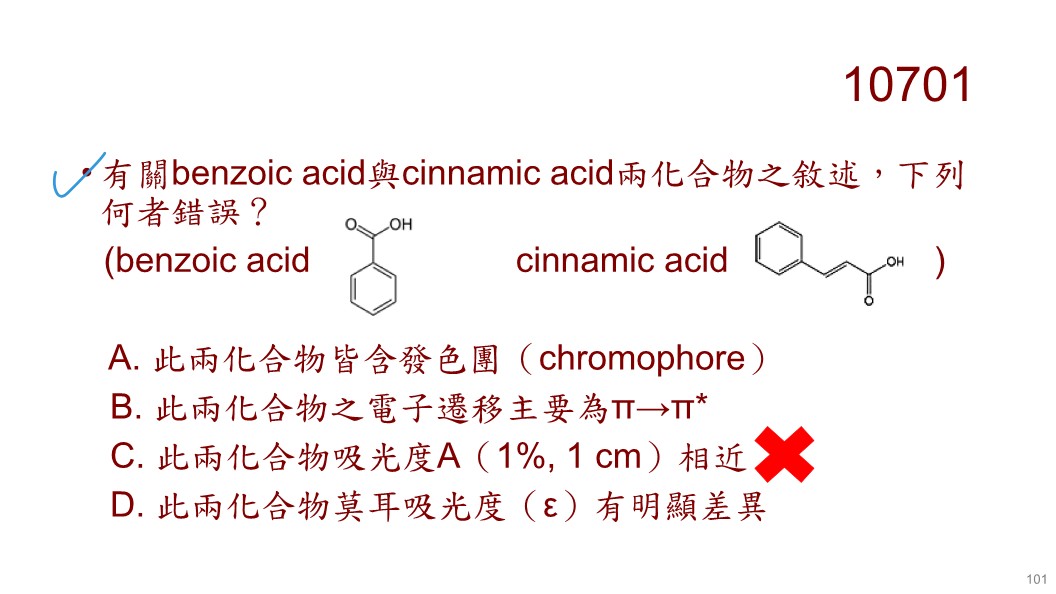 10701
• 有關benzoic acid與cinnamic acid兩化合物之敘述，下列
何者錯誤？
(benzoic acid cinnamic acid )
O OH
OH
O
A. 此兩化合物皆含發色團（chromophore）
B. 此兩化合物之電子遷移主要為π→π*
C. 此兩化合物吸光度A（1%, 1 cm）相近
D. 此兩化合物莫耳吸光度（ε）有明顯差異
101